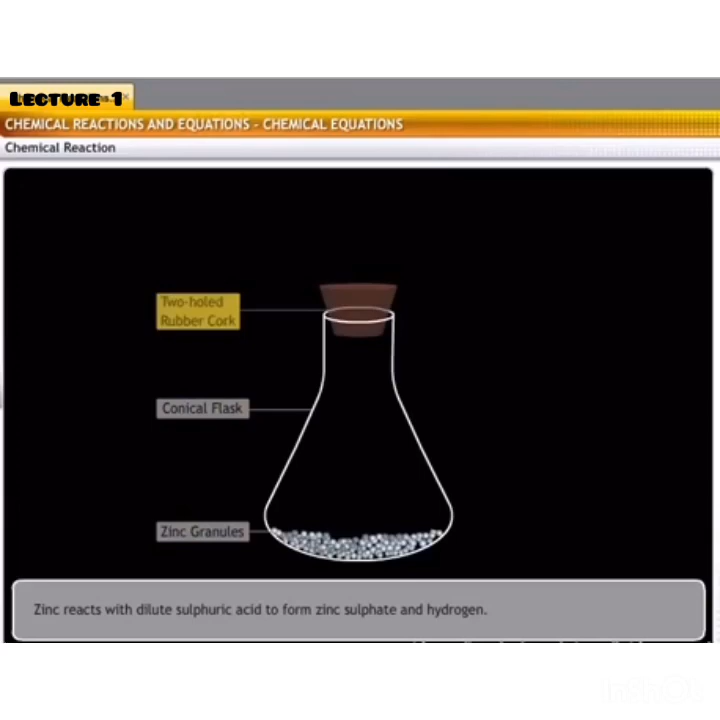 Lecture 1
CHEMICAL REACTIONS AND EQUATIONS - CHEMICAL EQUATIONS
Chemical Reaction
Two-holed
Rubber Cork
Conical Flask
Zinc Granules
Zinc reacts with dilute sulphuric acid to form zinc sulphate and hydrogen.
InShOt